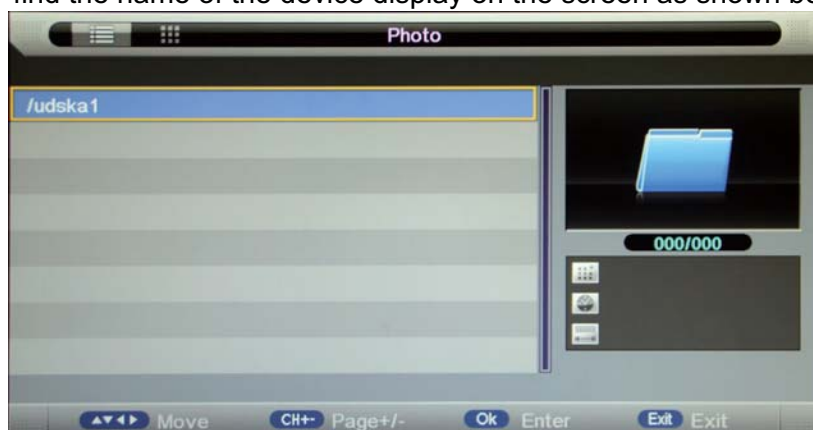 find the name of the device display on the screen as shown be
Photo
/udska1
000/000
Move CH+- Page+/- Ok Enter Exit Exit